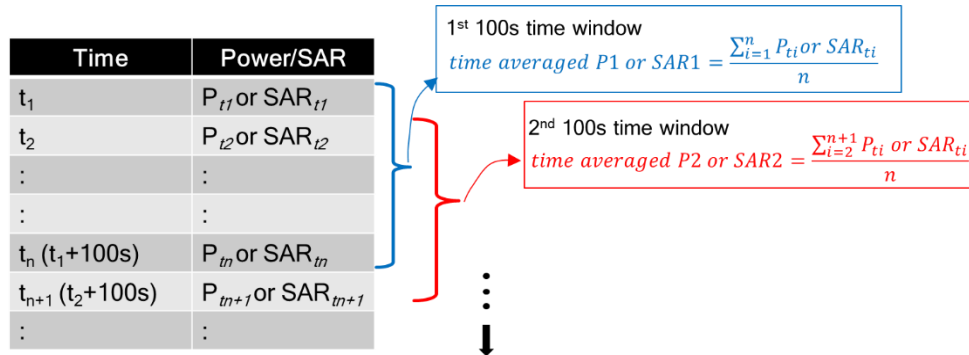 1st 100s time window
time averaged P1 or SAR1 = ∑ⁿᵢ₌₁ Pti or SARti / n
Time Power/SAR
t1 Pt1 or SARt1
t2 Pt2 or SARt2
: :
: :
tn (t1+100s) Ptn or SARtn
tn+1 (t2+100s) Ptn+1 or SARtn+1
: :
2nd 100s time window
time averaged P2 or SAR2 = ∑ⁿ⁺¹ᵢ₌₂ Pti or SARti / n